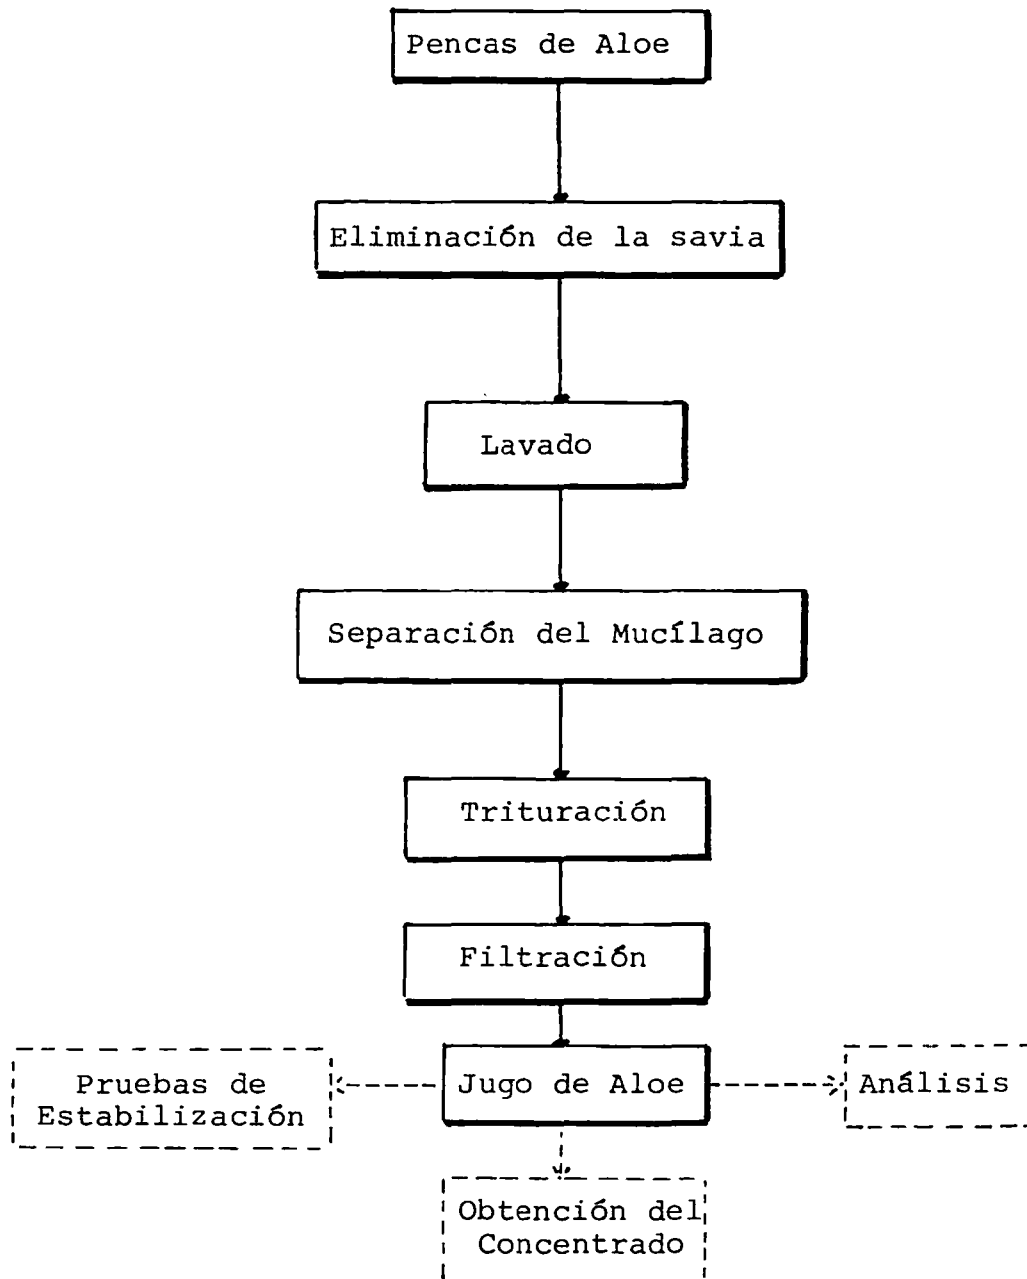 Pencas de Aloe
Eliminación de la savia
Lavado
Separación del Mucílago
Trituración
Filtración
Jugo de Aloe
Pruebas de
Estabilización
Análisis
Obtención del
Concentrado